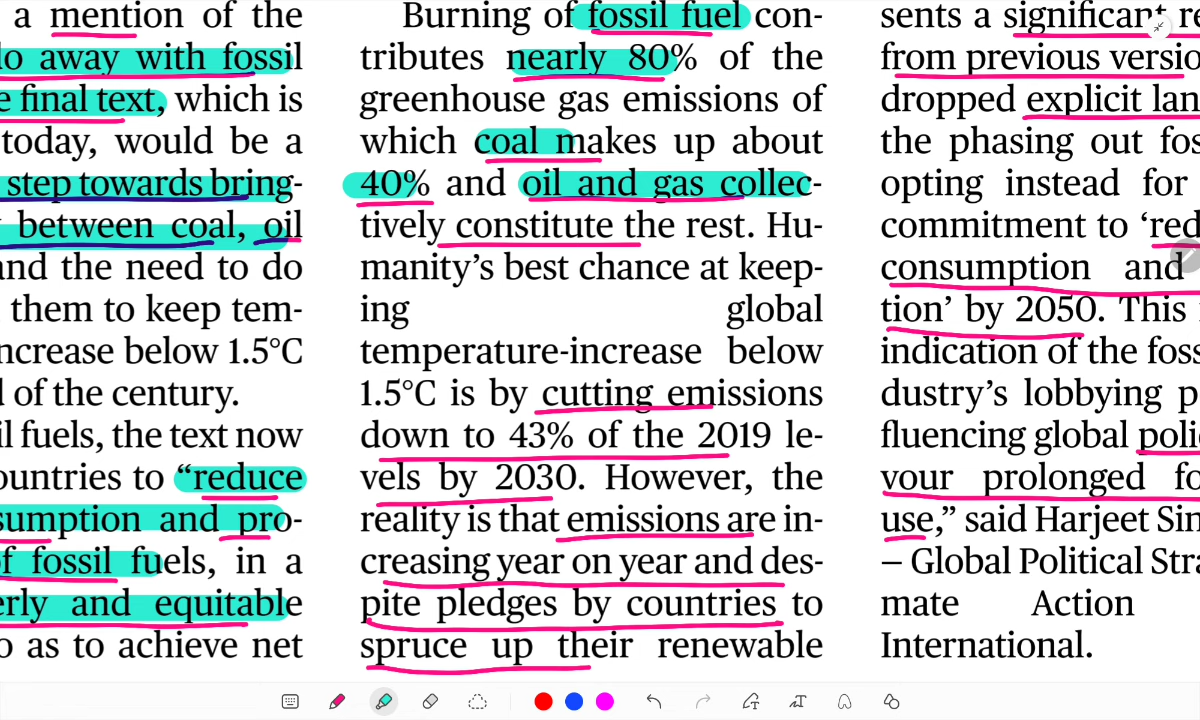 a mention of the
do away with fossil
e final text, which is
today, would be a
step towards bring-
between coal, oil
and the need to do
them to keep tem-
increase below 1.5°C
of the century.
il fuels, the text now
ountries to “reduce
sumption and pro-
of fossil fuels, in a
erly and equitable
o as to achieve net
Burning of fossil fuel con-
tributes nearly 80% of the
greenhouse gas emissions of
which coal makes up about
40% and oil and gas collec-
tively constitute the rest. Hu-
manity’s best chance at keep-
ing global
temperature-increase below
1.5°C is by cutting emissions
down to 43% of the 2019 le-
vels by 2030. However, the
reality is that emissions are in-
creasing year on year and des-
pite pledges by countries to
spruce up their renewable
sents a significant re
from previous versio
dropped explicit lan
the phasing out fos
opting instead for
commitment to ‘red
consumption and
tion’ by 2050. This
indication of the foss
dustry’s lobbying p
fluencing global poli
vour prolonged fo
use,” said Harjeet Sin
– Global Political Stra
mate Action
International.